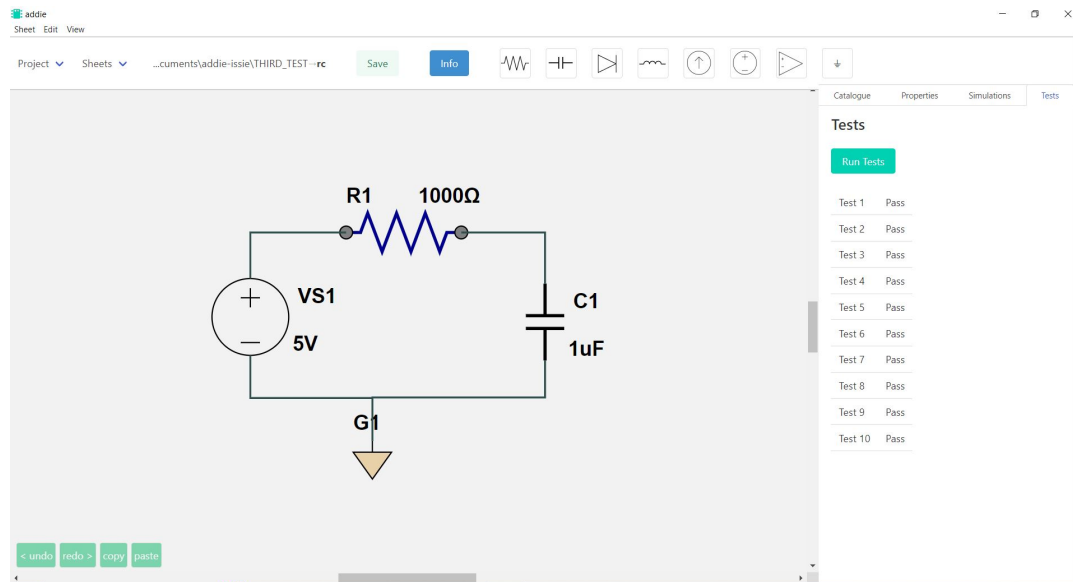 addie
Sheet Edit View
Project Sheets ...cuments\addie-issie\THIRD_TEST→rc Save Info
Catalogue Properties Simulations Tests
Tests
Run Tests
Test 1 Pass
Test 2 Pass
Test 3 Pass
Test 4 Pass
Test 5 Pass
Test 6 Pass
Test 7 Pass
Test 8 Pass
Test 9 Pass
Test 10 Pass
R1 1000Ω
VS1
5V
C1
1uF
G1
< undo redo > copy paste